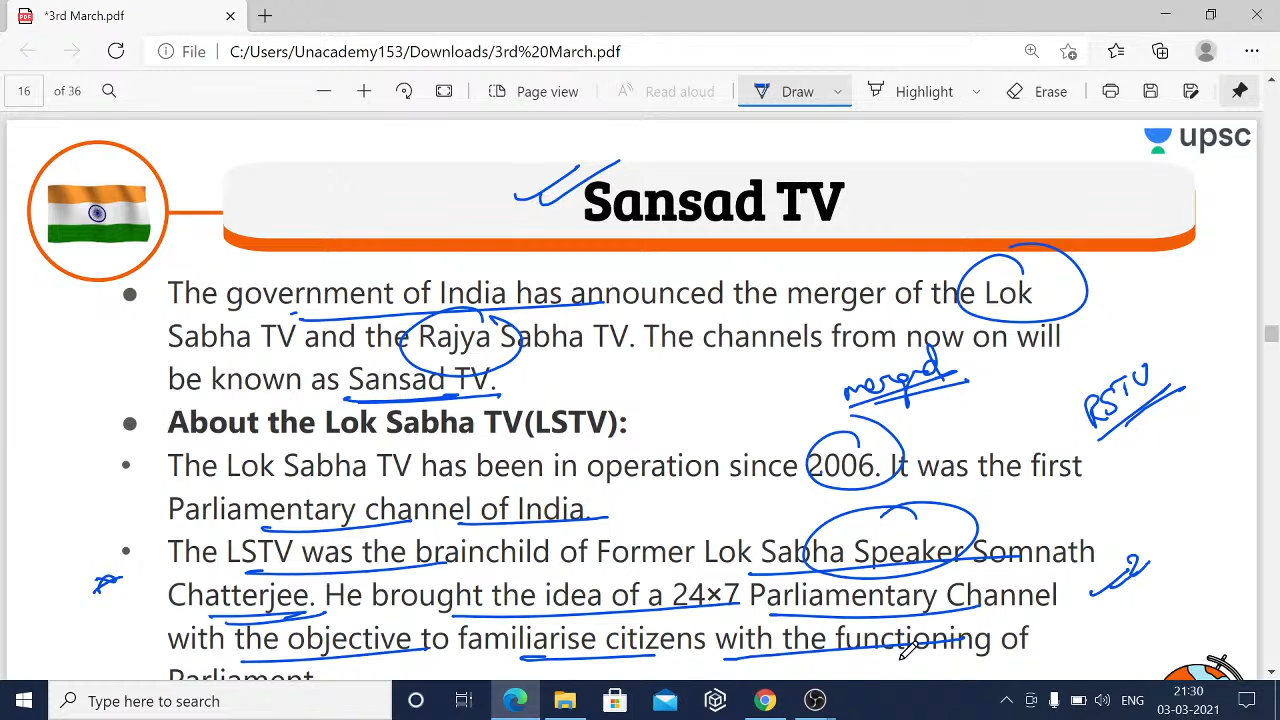 *3rd March.pdf
File C:/Users/Unacademy153/Downloads/3rd%20March.pdf
16 of 36 Page view Read aloud Draw Highlight Erase
upsc
Sansad TV
The government of India has announced the merger of the Lok
Sabha TV and the Rajya Sabha TV. The channels from now on will
be known as Sansad TV.
merged
RSTV
About the Lok Sabha TV(LSTV):
The Lok Sabha TV has been in operation since 2006. It was the first
Parliamentary channel of India.
The LSTV was the brainchild of Former Lok Sabha Speaker Somnath
Chatterjee. He brought the idea of a 24×7 Parliamentary Channel
with the objective to familiarise citizens with the functioning of
Parliament.
Type here to search
ENG
21:30
03-03-2021